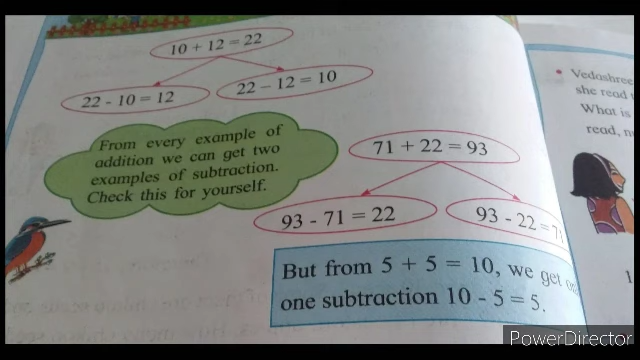 10 + 12 = 22
22 - 10 = 12
22 - 12 = 10
From every example of
addition we can get two
examples of subtraction.
Check this for yourself.
71 + 22 = 93
93 - 71 = 22
93 - 22 = 71
But from 5 + 5 = 10, we get
one subtraction 10 - 5 = 5.
Vedashree
she read
What is
read,
PowerDirector